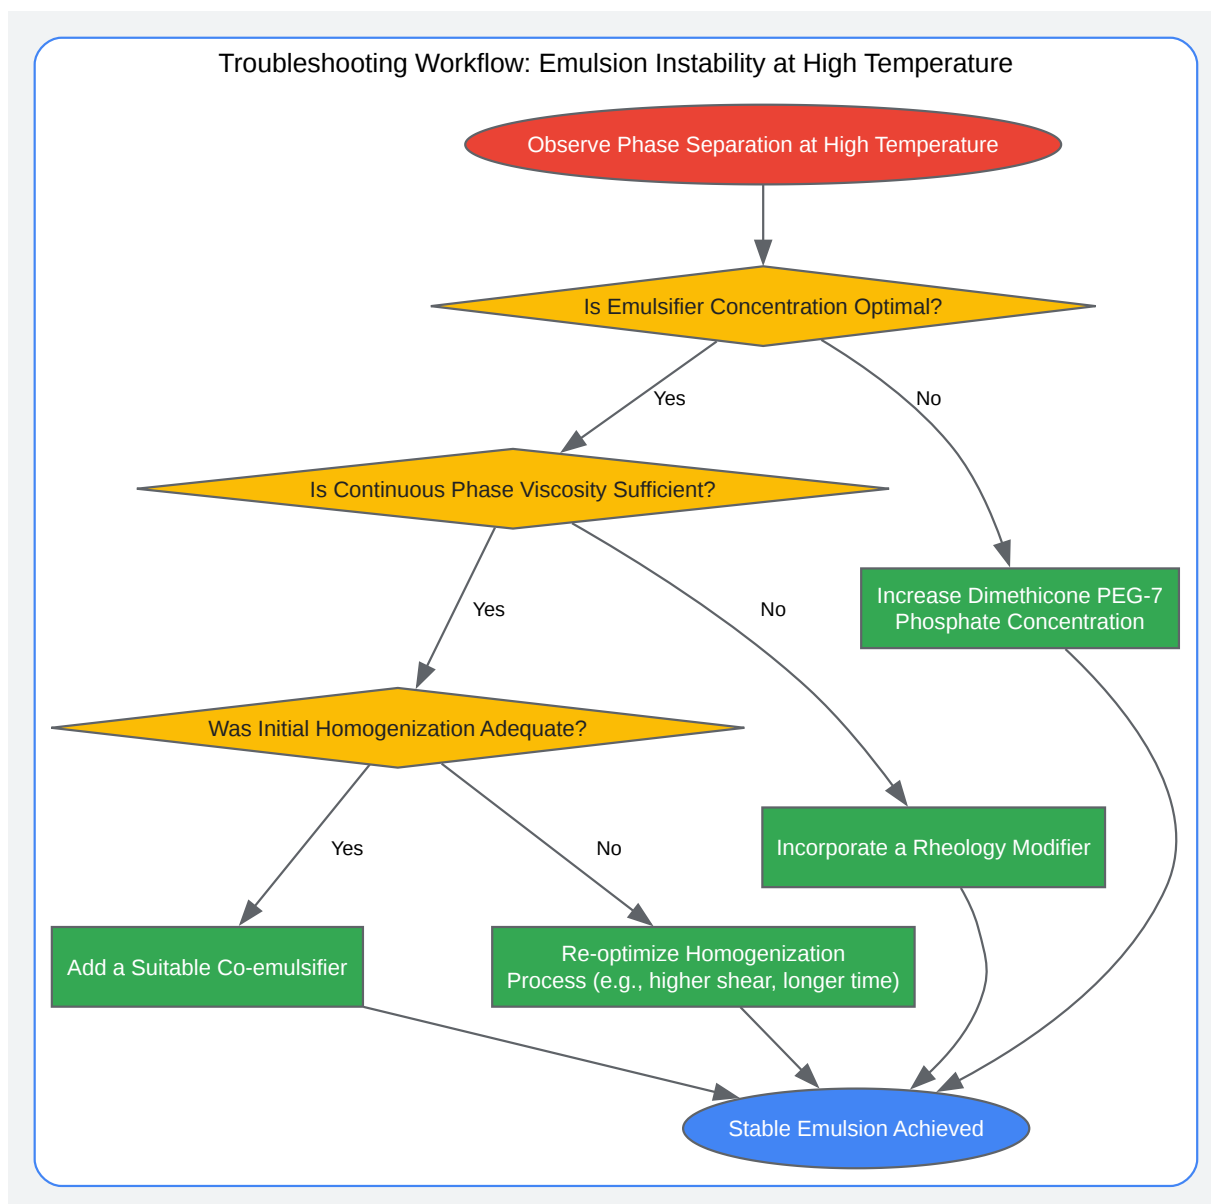 Troubleshooting Workflow: Emulsion Instability at High Temperature
Observe Phase Separation at High Temperature
Is Emulsifier Concentration Optimal?
Yes
No
Is Continuous Phase Viscosity Sufficient?
Increase Dimethicone PEG-7
Phosphate Concentration
Yes
No
Was Initial Homogenization Adequate?
Yes
No
Incorporate a Rheology Modifier
Add a Suitable Co-emulsifier
Re-optimize Homogenization
Process (e.g., higher shear, longer time)
Stable Emulsion Achieved